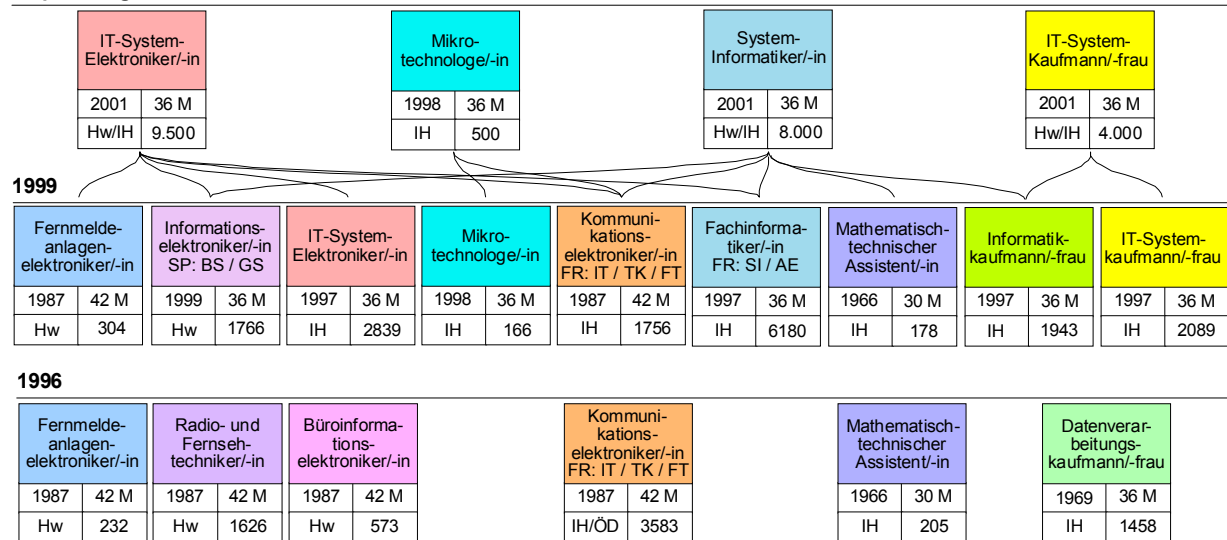 IT-System-
Elektroniker/-in
2001 36 M
Hw/IH 9.500
Mikro-
technologe/-in
1998 36 M
IH 500
System-
Informatiker/-in
2001 36 M
Hw/IH 8.000
IT-System-
Kaufmann/-frau
2001 36 M
Hw/IH 4.000
1999
Fernmelde-
anlagen-
elektroniker/-in
1987 42 M
Hw 304
Informations-
elektroniker/-in
SP: BS / GS
1999 36 M
Hw 1766
IT-System-
Elektroniker/-in
1997 36 M
IH 2839
Mikro-
technologe/-in
1998 36 M
IH 166
Kommuni-
kations-
elektroniker/-in
FR: IT / TK / FT
1987 42 M
IH 1756
Fachinforma-
tiker/-in
FR: SI / AE
1997 36 M
IH 6180
Mathematisch-
technischer
Assistent/-in
1966 30 M
IH 178
Informatik-
kaufmann/-frau
1997 36 M
IH 1943
IT-System-
kaufmann/-frau
1997 36 M
IH 2089
1996
Fernmelde-
anlagen-
elektroniker/-in
1987 42 M
Hw 232
Radio- und
Fernseh-
techniker/-in
1987 42 M
Hw 1626
Büroinforma-
tions-
elektroniker/-in
1987 42 M
Hw 573
Kommuni-
kations-
elektroniker/-in
FR: IT / TK / FT
1987 42 M
IH/ÖD 3583
Mathematisch-
technischer
Assistent/-in
1966 30 M
IH 205
Datenverar-
beitungs-
kaufmann/-frau
1969 36 M
IH 1458